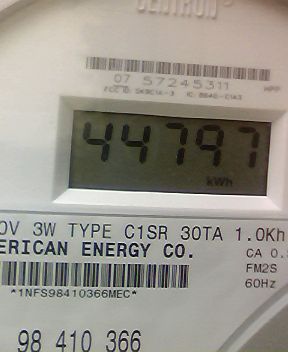 CENTRON®
07 57245311
44797
kWh
0V 3W TYPE C1SR 30TA 1.0Kh
ERICAN ENERGY CO.
CA 0.
FM2S
*1NFS98410366MEC*
60Hz
98 410 366